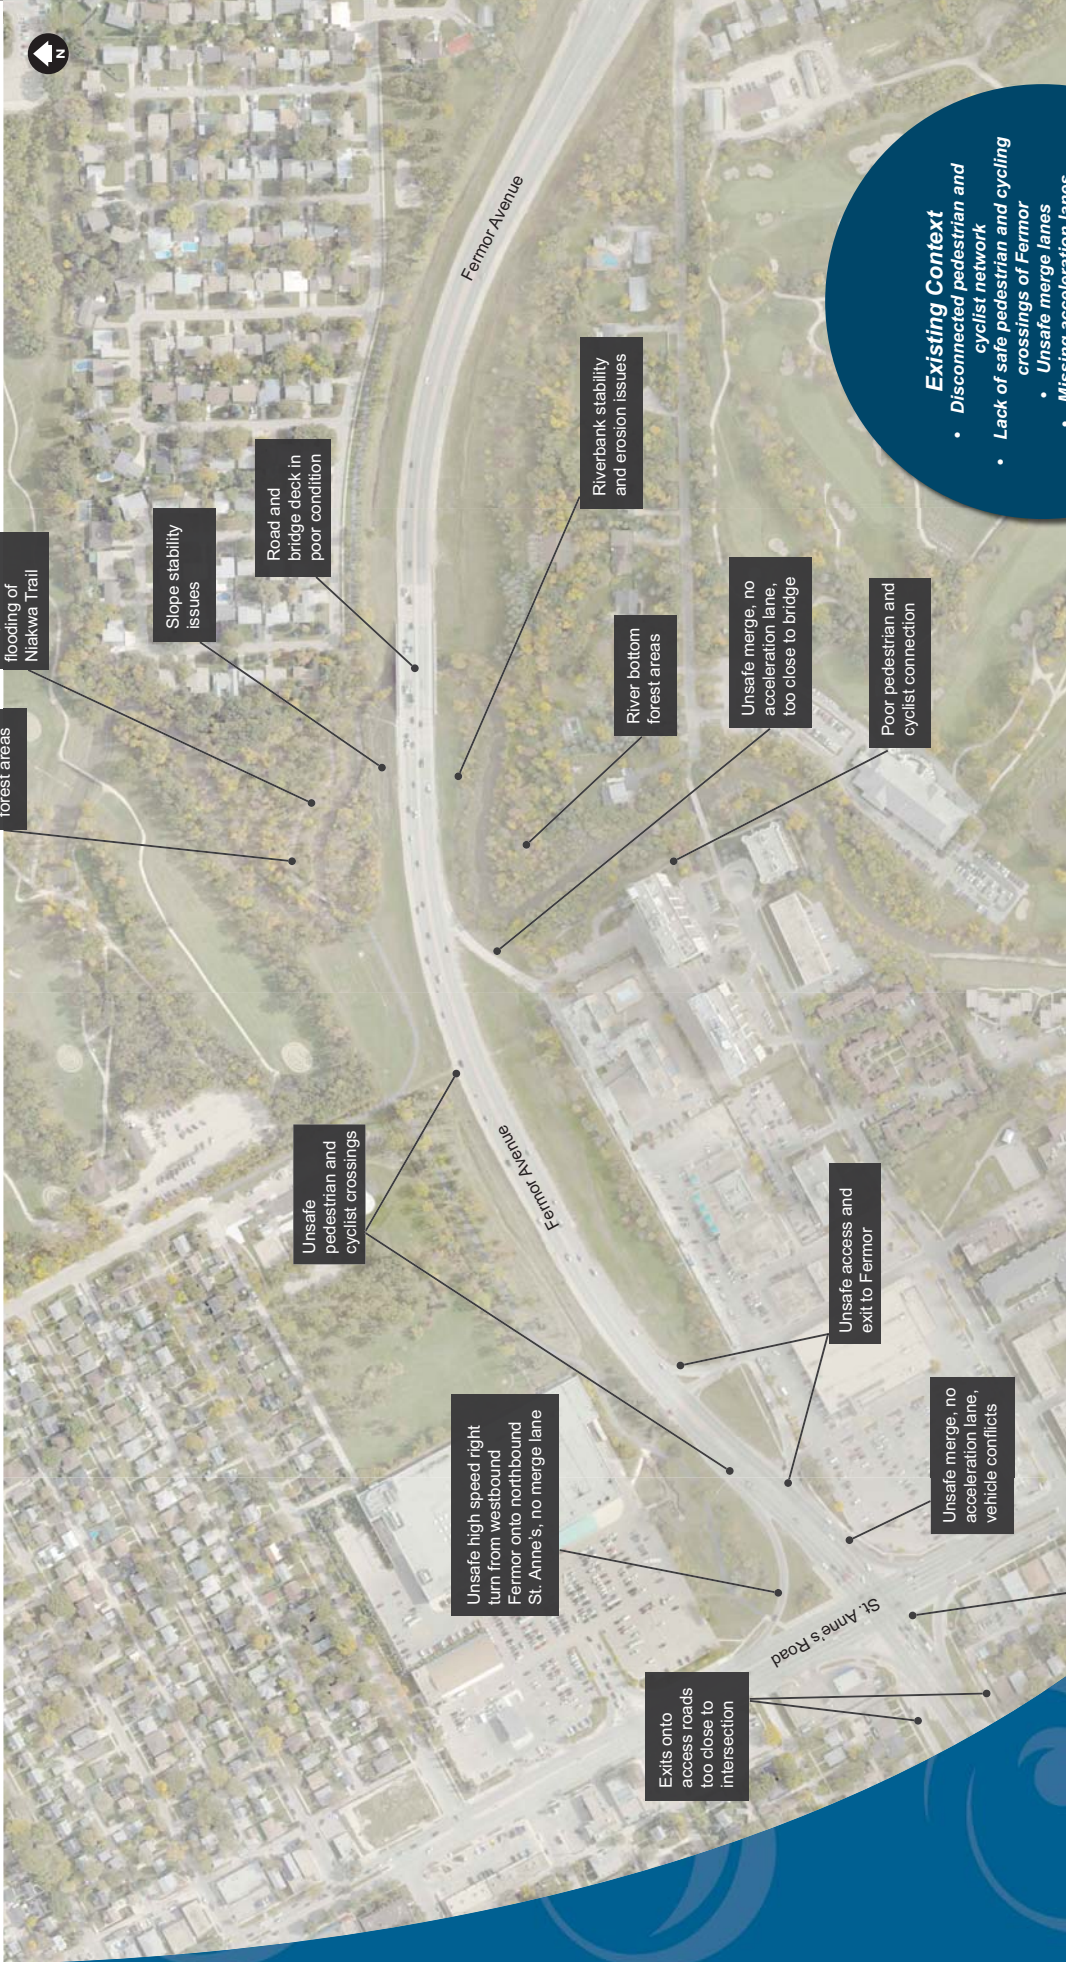 N
forest areas
flooding of
Niakwa Trail
Slope stability
issues
Road and
bridge deck in
poor condition
Riverbank stability
and erosion issues
Fermor Avenue
River bottom
forest areas
Unsafe merge, no
acceleration lane,
too close to bridge
Poor pedestrian and
cyclist connection
Unsafe
pedestrian and
cyclist crossings
Fermor Avenue
Unsafe high speed right
turn from westbound
Fermor onto northbound
St. Anne's, no merge lane
Unsafe access and
exit to Fermor
Unsafe merge, no
acceleration lane,
vehicle conflicts
St. Anne's Road
Exits onto
access roads
too close to
intersection
Existing Context
• Disconnected pedestrian and
cyclist network
• Lack of safe pedestrian and cycling
crossings of Fermor
• Unsafe merge lanes
• Missing acceleration lanes